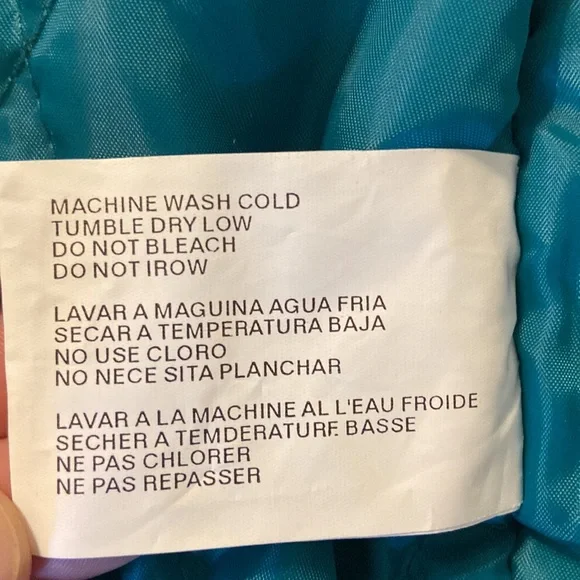 MACHINE WASH COLD
TUMBLE DRY LOW
DO NOT BLEACH
DO NOT IROW
LAVAR A MAGUINA AGUA FRIA
SECAR A TEMPERATURA BAJA
NO USE CLORO
NO NECE SITA PLANCHAR
LAVAR A LA MACHINE AL L'EAU FROIDE
SECHER A TEMDERATURE BASSE
NE PAS CHLORER
NE PAS REPASSER